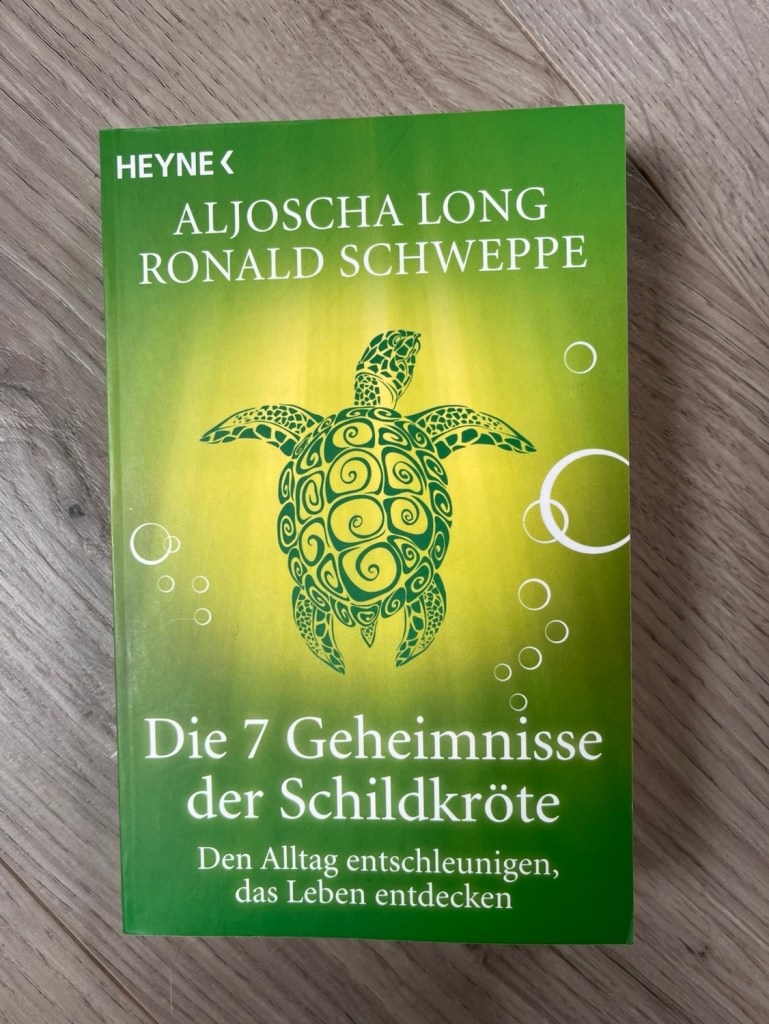 HEYNE
ALJOSCHA LONG
RONALD SCHWEPPE
Die 7 Geheimnisse
der Schildkröte
Den Alltag entschleunigen,
das Leben entdecken